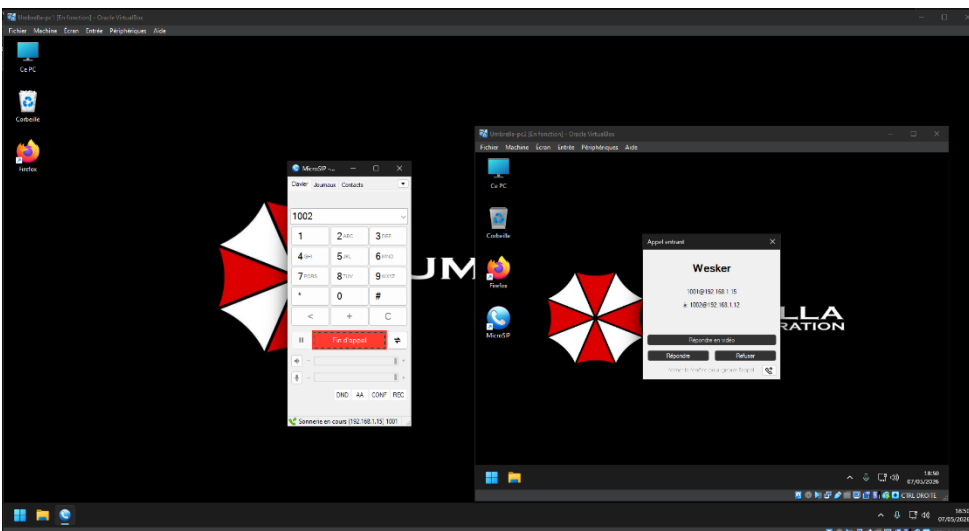 Umbrella-pc1 [En fonction] - Oracle VirtualBox
Fichier Machine Écran Entrée Périphériques Aide
Ce PC
Corbeille
Firefox
MicroSIP -...
Clavier Journaux Contacts
1002
1
2 ABC
3 DEF
4 GHI
5 JKL
6 MNO
7 PQRS
8 TUV
9 WXYZ
*
0
#
<
+
C
Fin d'appel
DND AA CONF REC
Sonnerie en cours (192.168.1.15) 1001
UM
Umbrella-pc2 [En fonction] - Oracle VirtualBox
Fichier Machine Écran Entrée Périphériques Aide
Ce PC
Corbeille
Firefox
MicroSIP
Appel entrant
Wesker
1001@192.168.1.15
à: 1002@192.168.1.12
Répondre en vidéo
Répondre
Refuser
LLA
RATION
18:50
07/05/2026
CTRL DROITE
18:50
07/05/2026